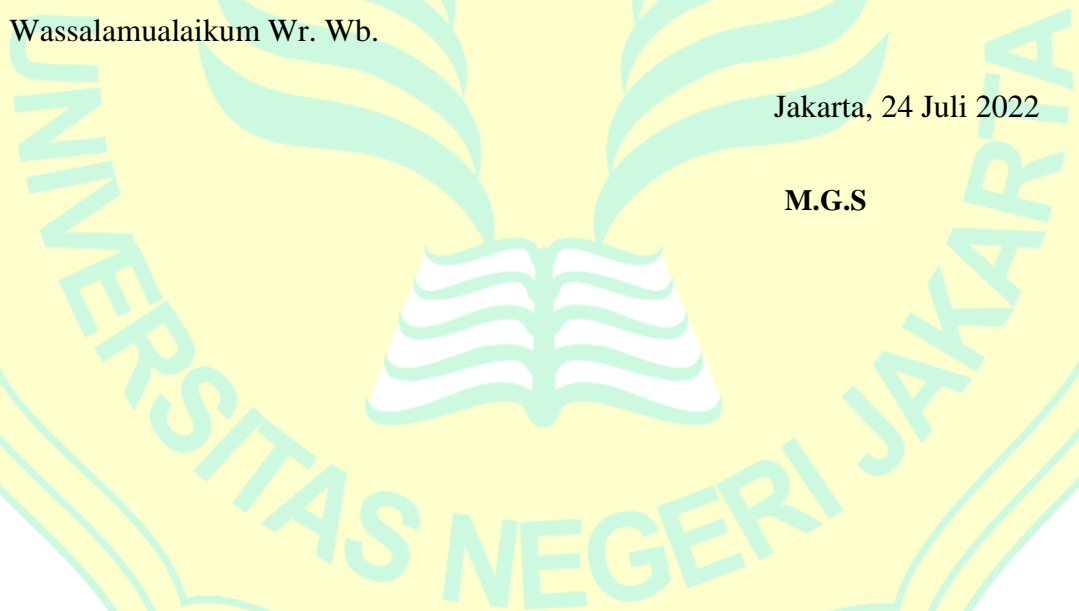 Wassalamualaikum Wr. Wb.
Jakarta, 24 Juli 2022
M.G.S
UNIVERSITAS NEGERI JAKARTA